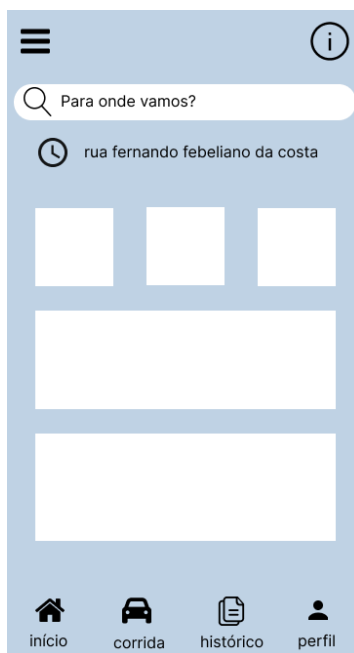 Para onde vamos?
rua fernando febeliano da costa
início
corrida
histórico
perfil